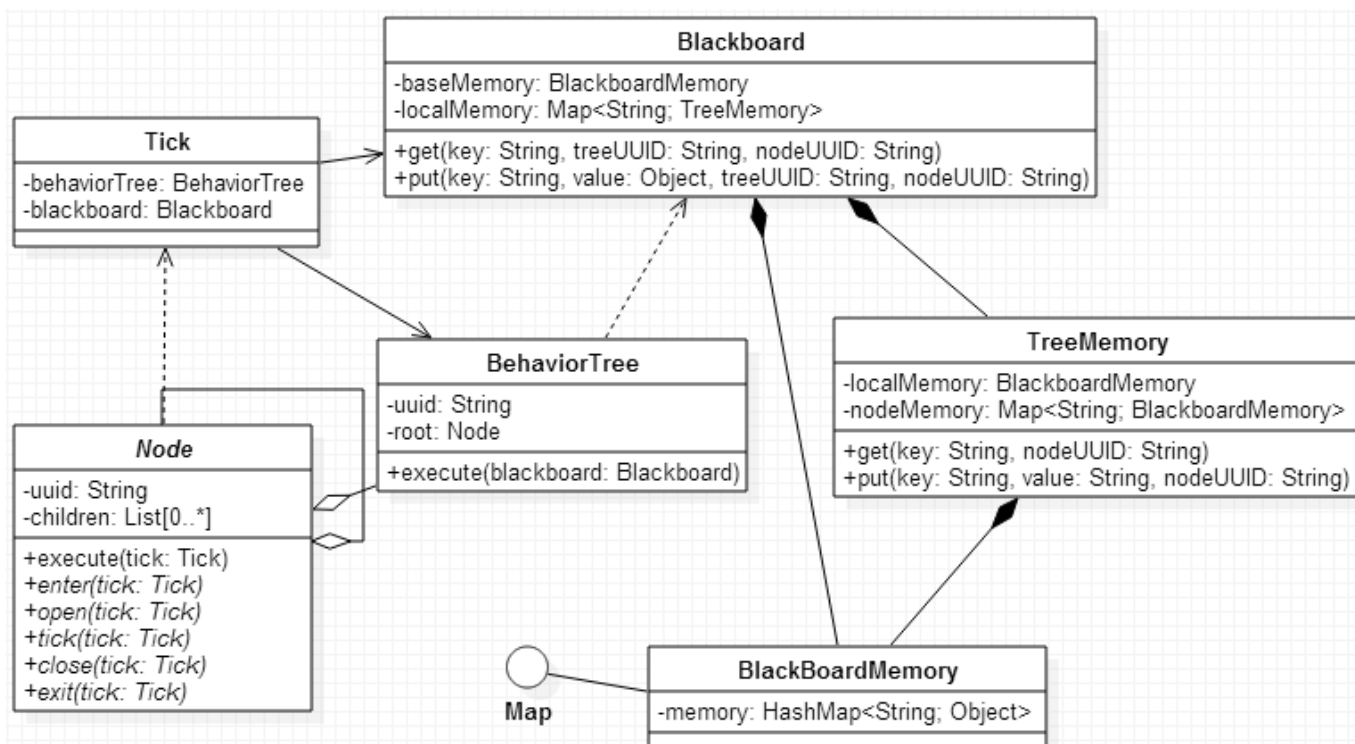 Blackboard
-baseMemory: BlackboardMemory
-localMemory: Map<String; TreeMemory>
+get(key: String, treeUUID: String, nodeUUID: String)
+put(key: String, value: Object, treeUUID: String, nodeUUID: String)
Tick
-behaviorTree: BehaviorTree
-blackboard: Blackboard
BehaviorTree
-uuid: String
-root: Node
+execute(blackboard: Blackboard)
TreeMemory
-localMemory: BlackboardMemory
-nodeMemory: Map<String; BlackboardMemory>
+get(key: String, nodeUUID: String)
+put(key: String, value: String, nodeUUID: String)
Node
-uuid: String
-children: List[0..*]
+execute(tick: Tick)
+enter(tick: Tick)
+open(tick: Tick)
+tick(tick: Tick)
+close(tick: Tick)
+exit(tick: Tick)
Map
BlackBoardMemory
-memory: HashMap<String; Object>